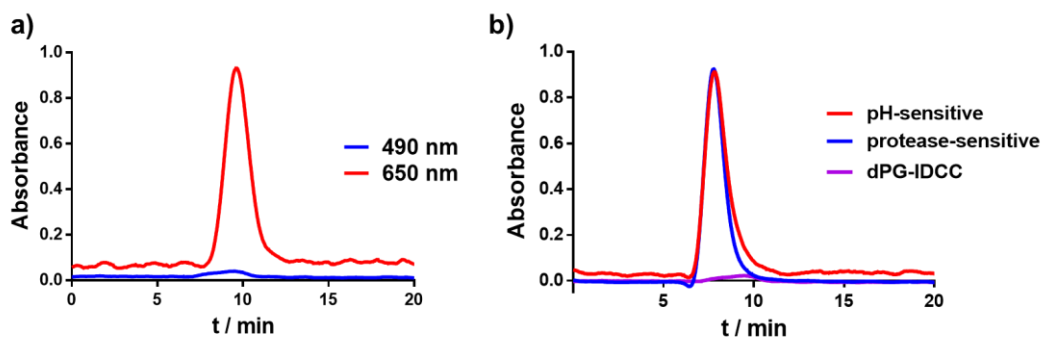 a)
Absorbance
1.0
0.8
0.6
0.4
0.2
0.0
0
5
10
15
20
t / min
490 nm
650 nm
b)
Absorbance
1.0
0.8
0.6
0.4
0.2
0.0
5
10
15
20
t / min
pH-sensitive
protease-sensitive
dPG-IDCC